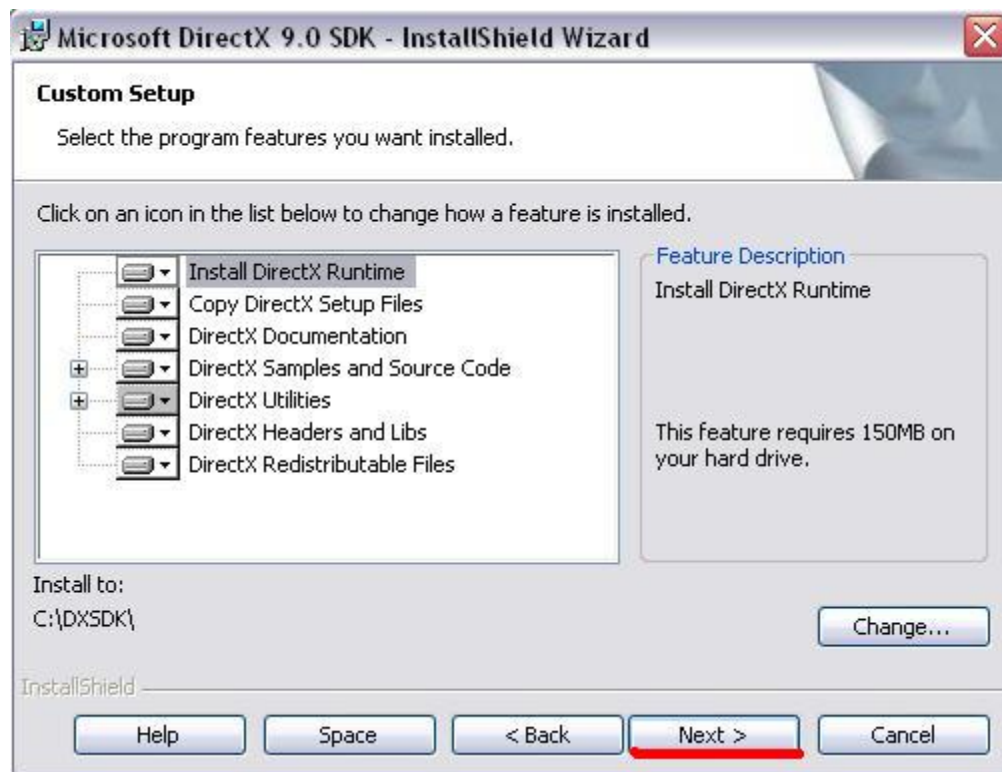 Microsoft DirectX 9.0 SDK - InstallShield Wizard
Custom Setup
Select the program features you want installed.
Click on an icon in the list below to change how a feature is installed.
Install DirectX Runtime
Copy DirectX Setup Files
DirectX Documentation
DirectX Samples and Source Code
DirectX Utilities
DirectX Headers and Libs
DirectX Redistributable Files
Feature Description
Install DirectX Runtime
This feature requires 150MB on
your hard drive.
Install to:
C:\DXSDK\
Change...
InstallShield
Help
Space
< Back
Next >
Cancel